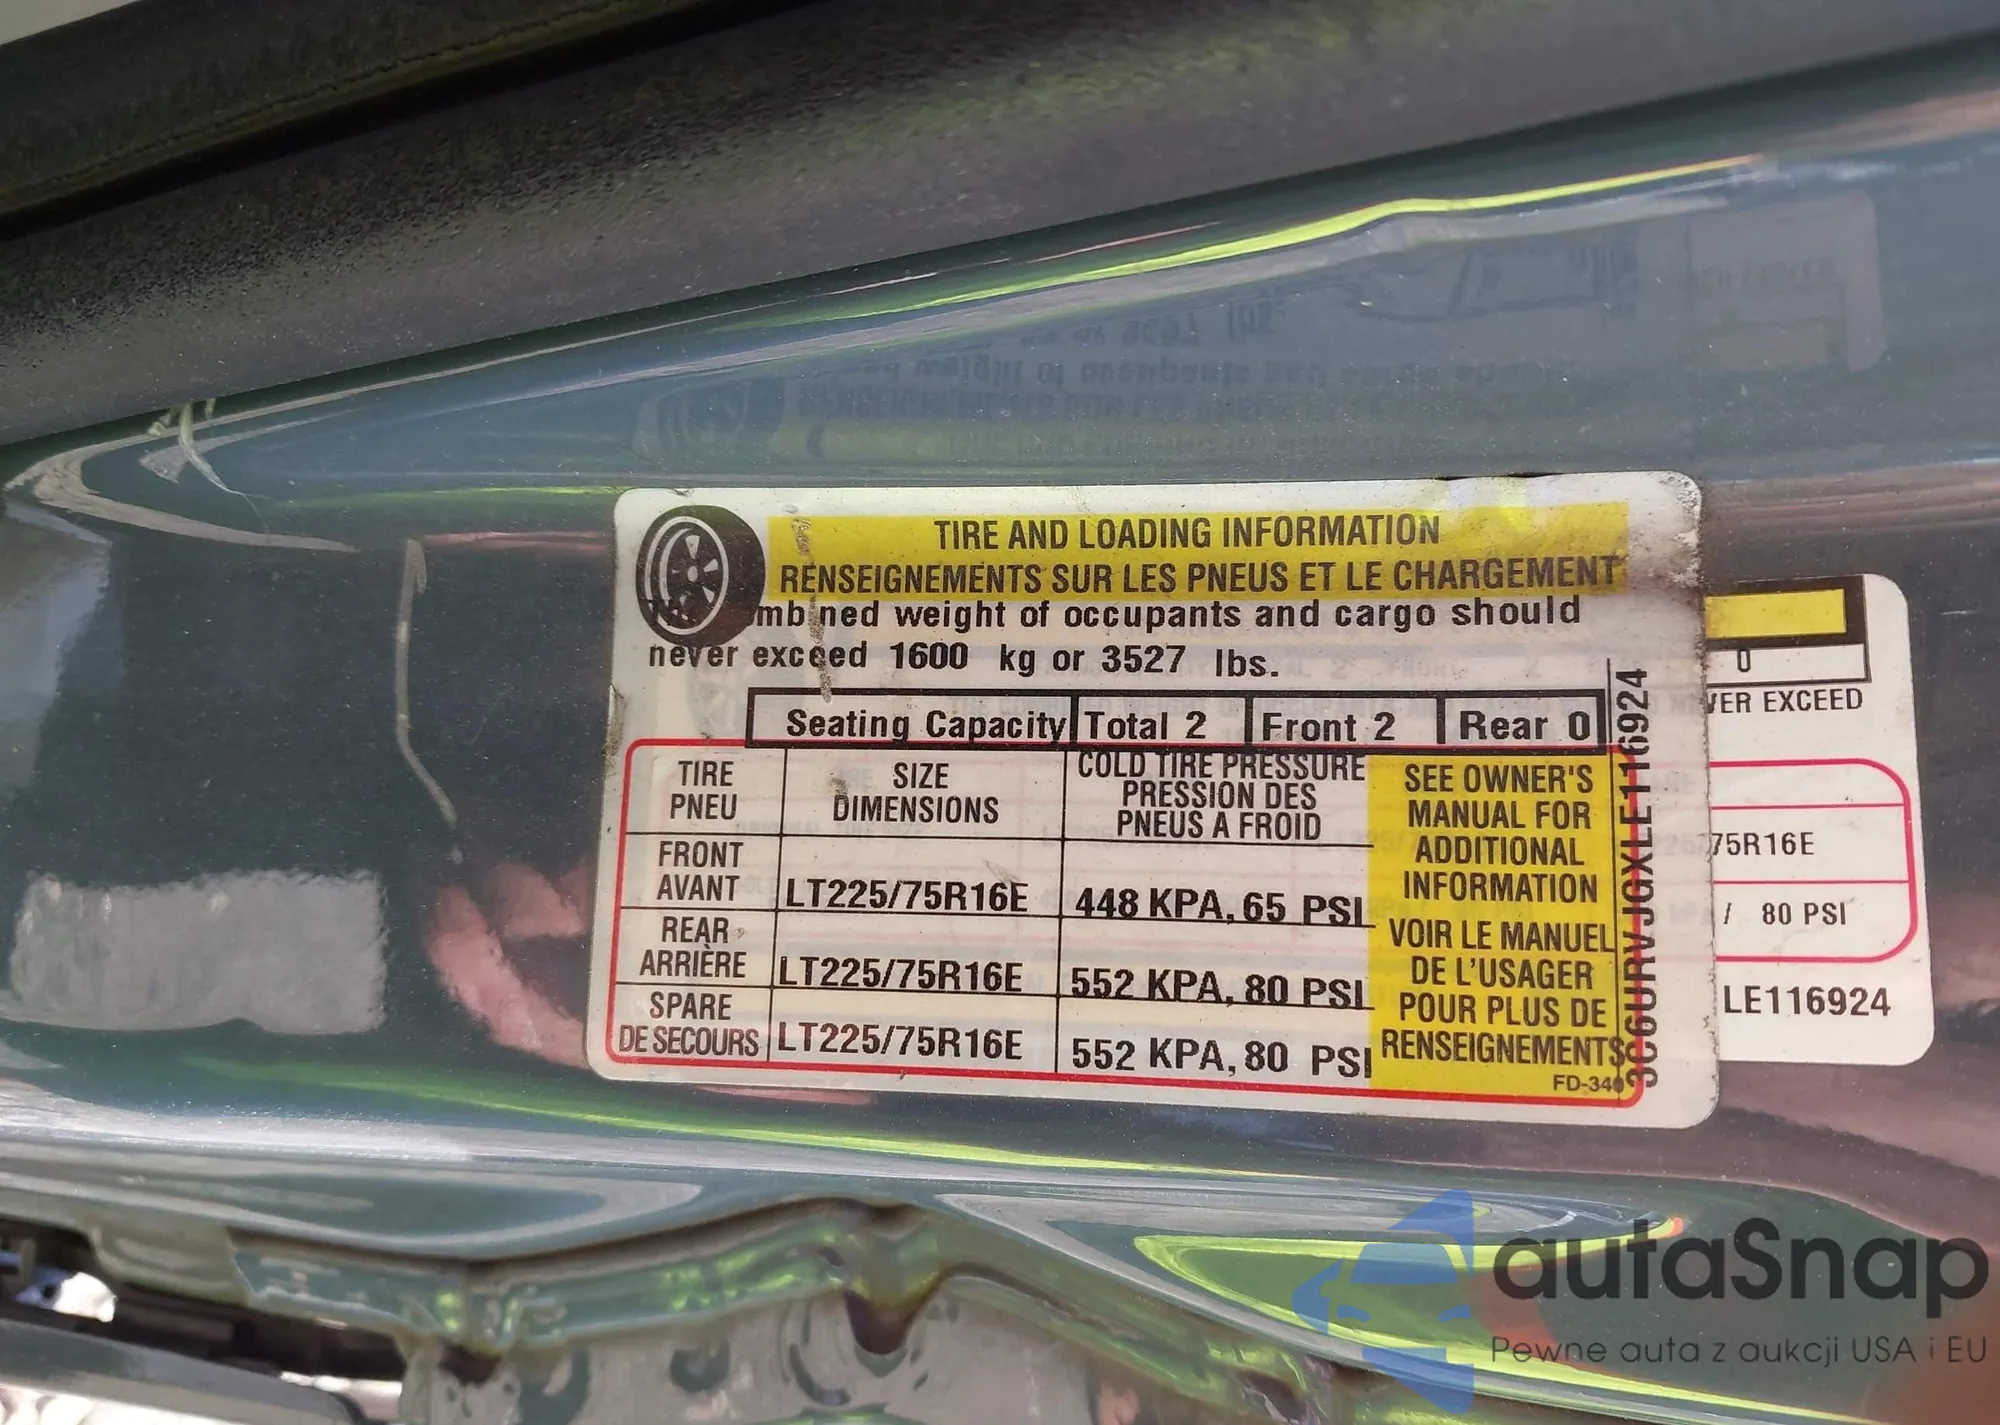 TIRE AND LOADING INFORMATION
RENSEIGNEMENTS SUR LES PNEUS ET LE CHARGEMENT
weight of occupants and cargo should
never exceed 1600 kg or 3527 lbs.
Seating Capacity Total 2 Front 2 Rear 0
TIRE
PNEU
SIZE
DIMENSIONS
COLD TIRE PRESSURE
PRESSION DES
PNEUS A FROID
FRONT
AVANT
LT225/75R16E
448 KPA, 65 PSI
REAR
ARRIÈRE
LT225/75R16E
552 KPA, 80 PSI
SPARE
DE SECOURS
LT225/75R16E
552 KPA, 80 PSI
SEE OWNER'S
MANUAL FOR
ADDITIONAL
INFORMATION
VOIR LE MANUEL
DE L'USAGER
POUR PLUS DE
RENSEIGNEMENTS
FD-340
3C6URVJGXLE116924
0
VER EXCEED
75R16E
/ 80 PSI
LE116924
autaSnap
Pewne auta z aukcji USA i EU